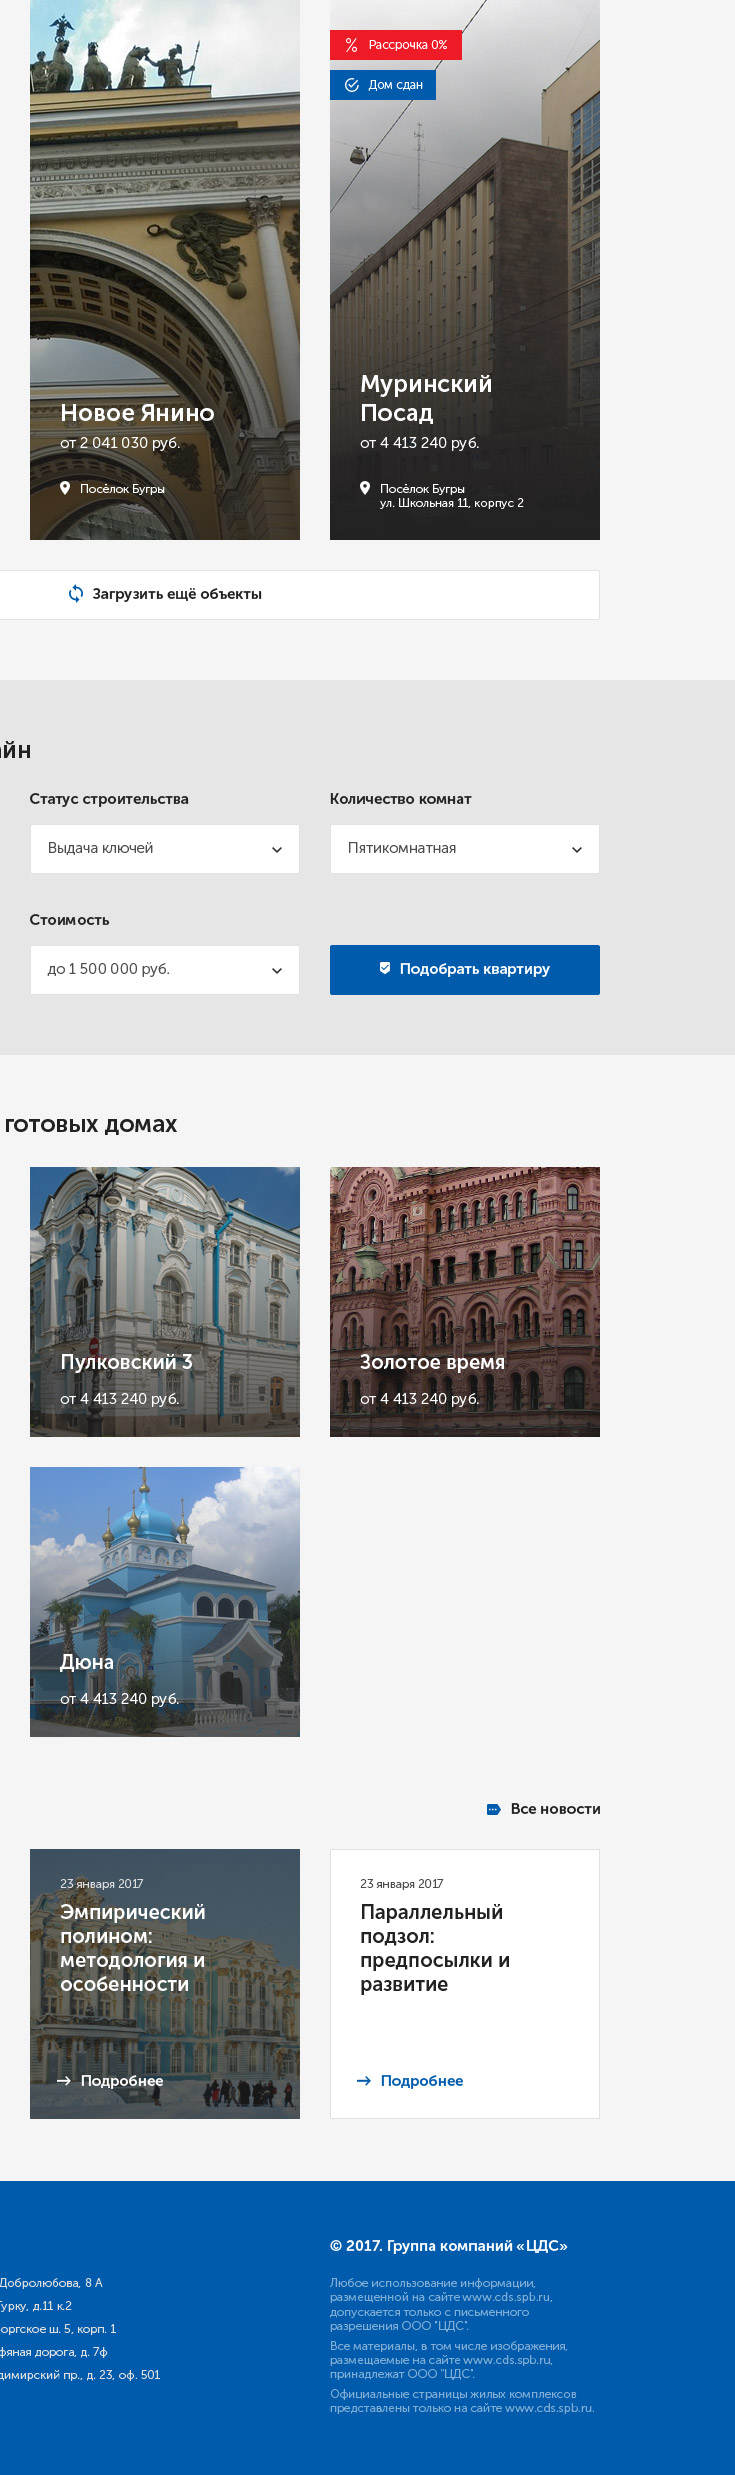 Рассрочка 0%
Дом сдан
Новое Янино
от 2 041 030 руб.
Посёлок Бугры
Муринский
Посад
от 4 413 240 руб.
Посёлок Бугры
ул. Школьная 11, корпус 2
Загрузить ещё объекты
йн
Статус строительства
Количество комнат
Выдача ключей
Пятикомнатная
Стоимость
до 1 500 000 руб.
Подобрать квартиру
готовых домах
Пулковский 3
от 4 413 240 руб.
Золотое время
от 4 413 240 руб.
Дюна
от 4 413 240 руб.
Все новости
23 января 2017
Эмпирический
полином:
методология и
особенности
Подробнее
23 января 2017
Параллельный
подзол:
предпосылки и
развитие
Подробнее
Добролюбова, 8 А
урку, д.11 к.2
оргское ш. 5, корп. 1
фяная дорога, д. 7ф
димирский пр., д. 23, оф. 501
© 2017. Группа компаний «ЦДС»
Любое использование информации,
размещенной на сайте www.cds.spb.ru,
допускается только с письменного
разрешения ООО "ЦДС".
Все материалы, в том числе изображения,
размещаемые на сайте www.cds.spb.ru,
принадлежат ООО "ЦДС".
Официальные страницы жилых комплексов
представлены только на сайте www.cds.spb.ru.